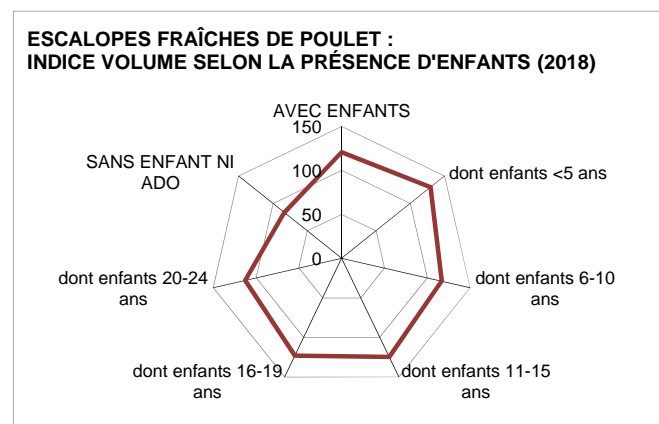 ESCALOPES FRAÎCHES DE POULET :
INDICE VOLUME SELON LA PRÉSENCE D'ENFANTS (2018)
AVEC ENFANTS
150
100
50
0
dont enfants <5 ans
dont enfants 6-10
ans
dont enfants 11-15
ans
dont enfants 16-19
ans
dont enfants 20-24
ans
SANS ENFANT NI
ADO